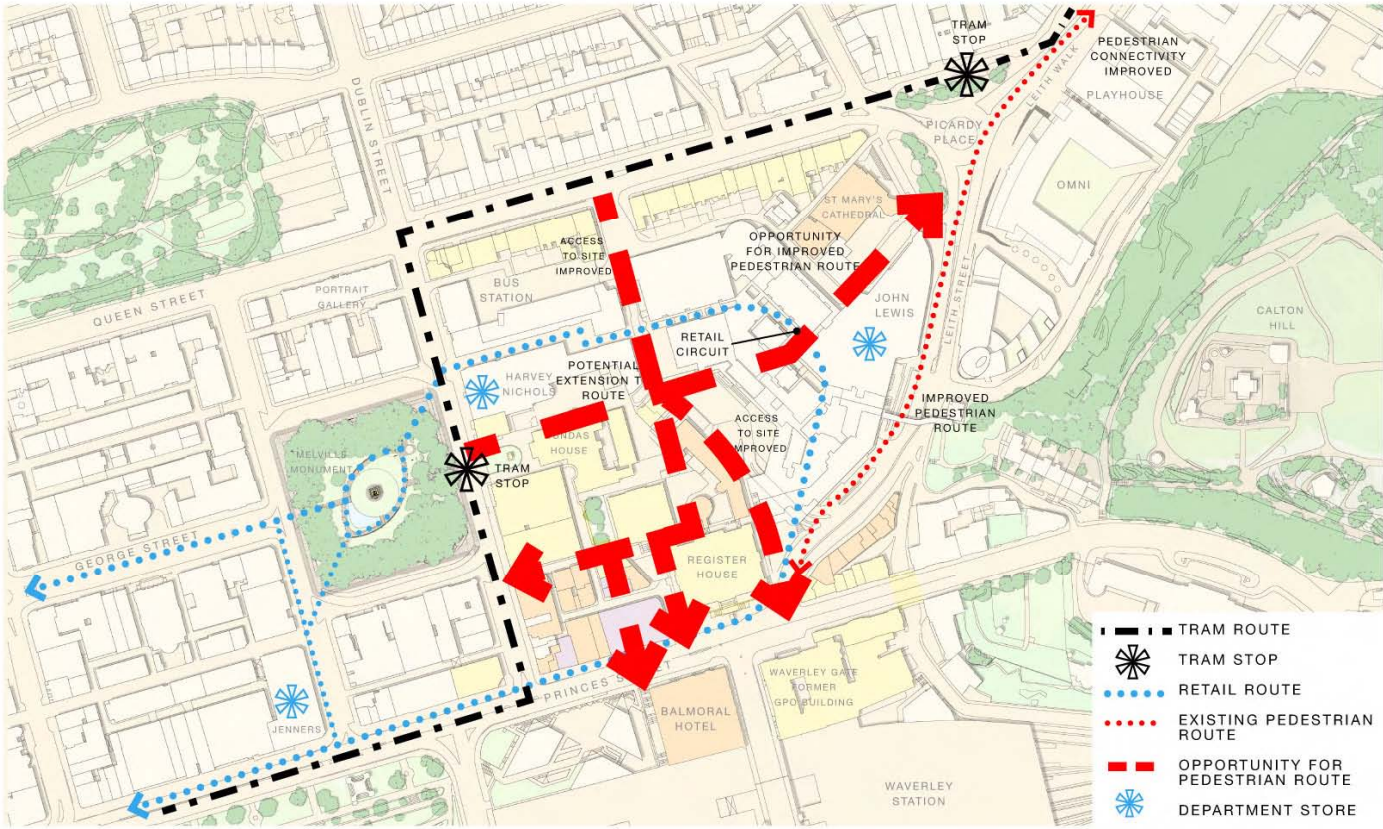 TRAM
STOP
PEDESTRIAN
CONNECTIVITY
IMPROVED
LEITH WALK
PLAYHOUSE
DUBLIN STREET
PICARDY
PLACE
OMNI
ST MARY'S
CATHEDRAL
ACCESS
TO SITE
IMPROVED
OPPORTUNITY
FOR IMPROVED
PEDESTRIAN ROUTE
BUS
STATION
PORTRAIT
GALLERY
QUEEN STREET
JOHN
LEWIS
LEITH STREET
CALTON
HILL
RETAIL
CIRCUIT
POTENTIAL
EXTENSION T
ROUTE
HARVEY
NICHOLS
IMPROVED
PEDESTRIAN
ROUTE
ACCESS
TO SITE
MPROVED
NDAS
HOUSE
MELVILLE
MONUMENT
TRAM
STOP
GEORGE STREET
REGISTER
HOUSE
PRINCES S
WAVERLEY GATE
FORMER
GPO BUILDING
BALMORAL
HOTEL
JENNERS
WAVERLEY
STATION
TRAM ROUTE
TRAM STOP
RETAIL ROUTE
EXISTING PEDESTRIAN
ROUTE
OPPORTUNITY FOR
PEDESTRIAN ROUTE
DEPARTMENT STORE